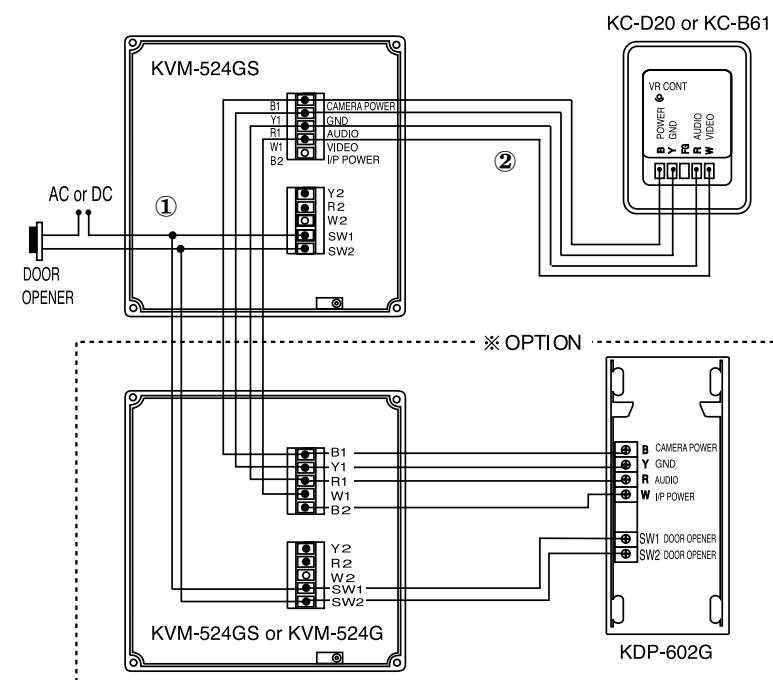 KC-D20 or KC-B61
KVM-524GS
B1 CAMERA POWER
Y1 GND
R1 AUDIO
W1 VIDEO
B2 I/P POWER
VR CONT
POWER
GND
AUDIO
VIDEO
B Y FG R W
②
AC or DC
①
Y2
R2
W2
SW1
SW2
DOOR
OPENER
※ OPTION
B1
Y1
R1
W1
B2
B CAMERA POWER
Y GND
R AUDIO
W I/P POWER
Y2
R2
W2
SW1
SW2
SW1 DOOR OPENER
SW2 DOOR OPENER
KVM-524GS or KVM-524G
KDP-602G